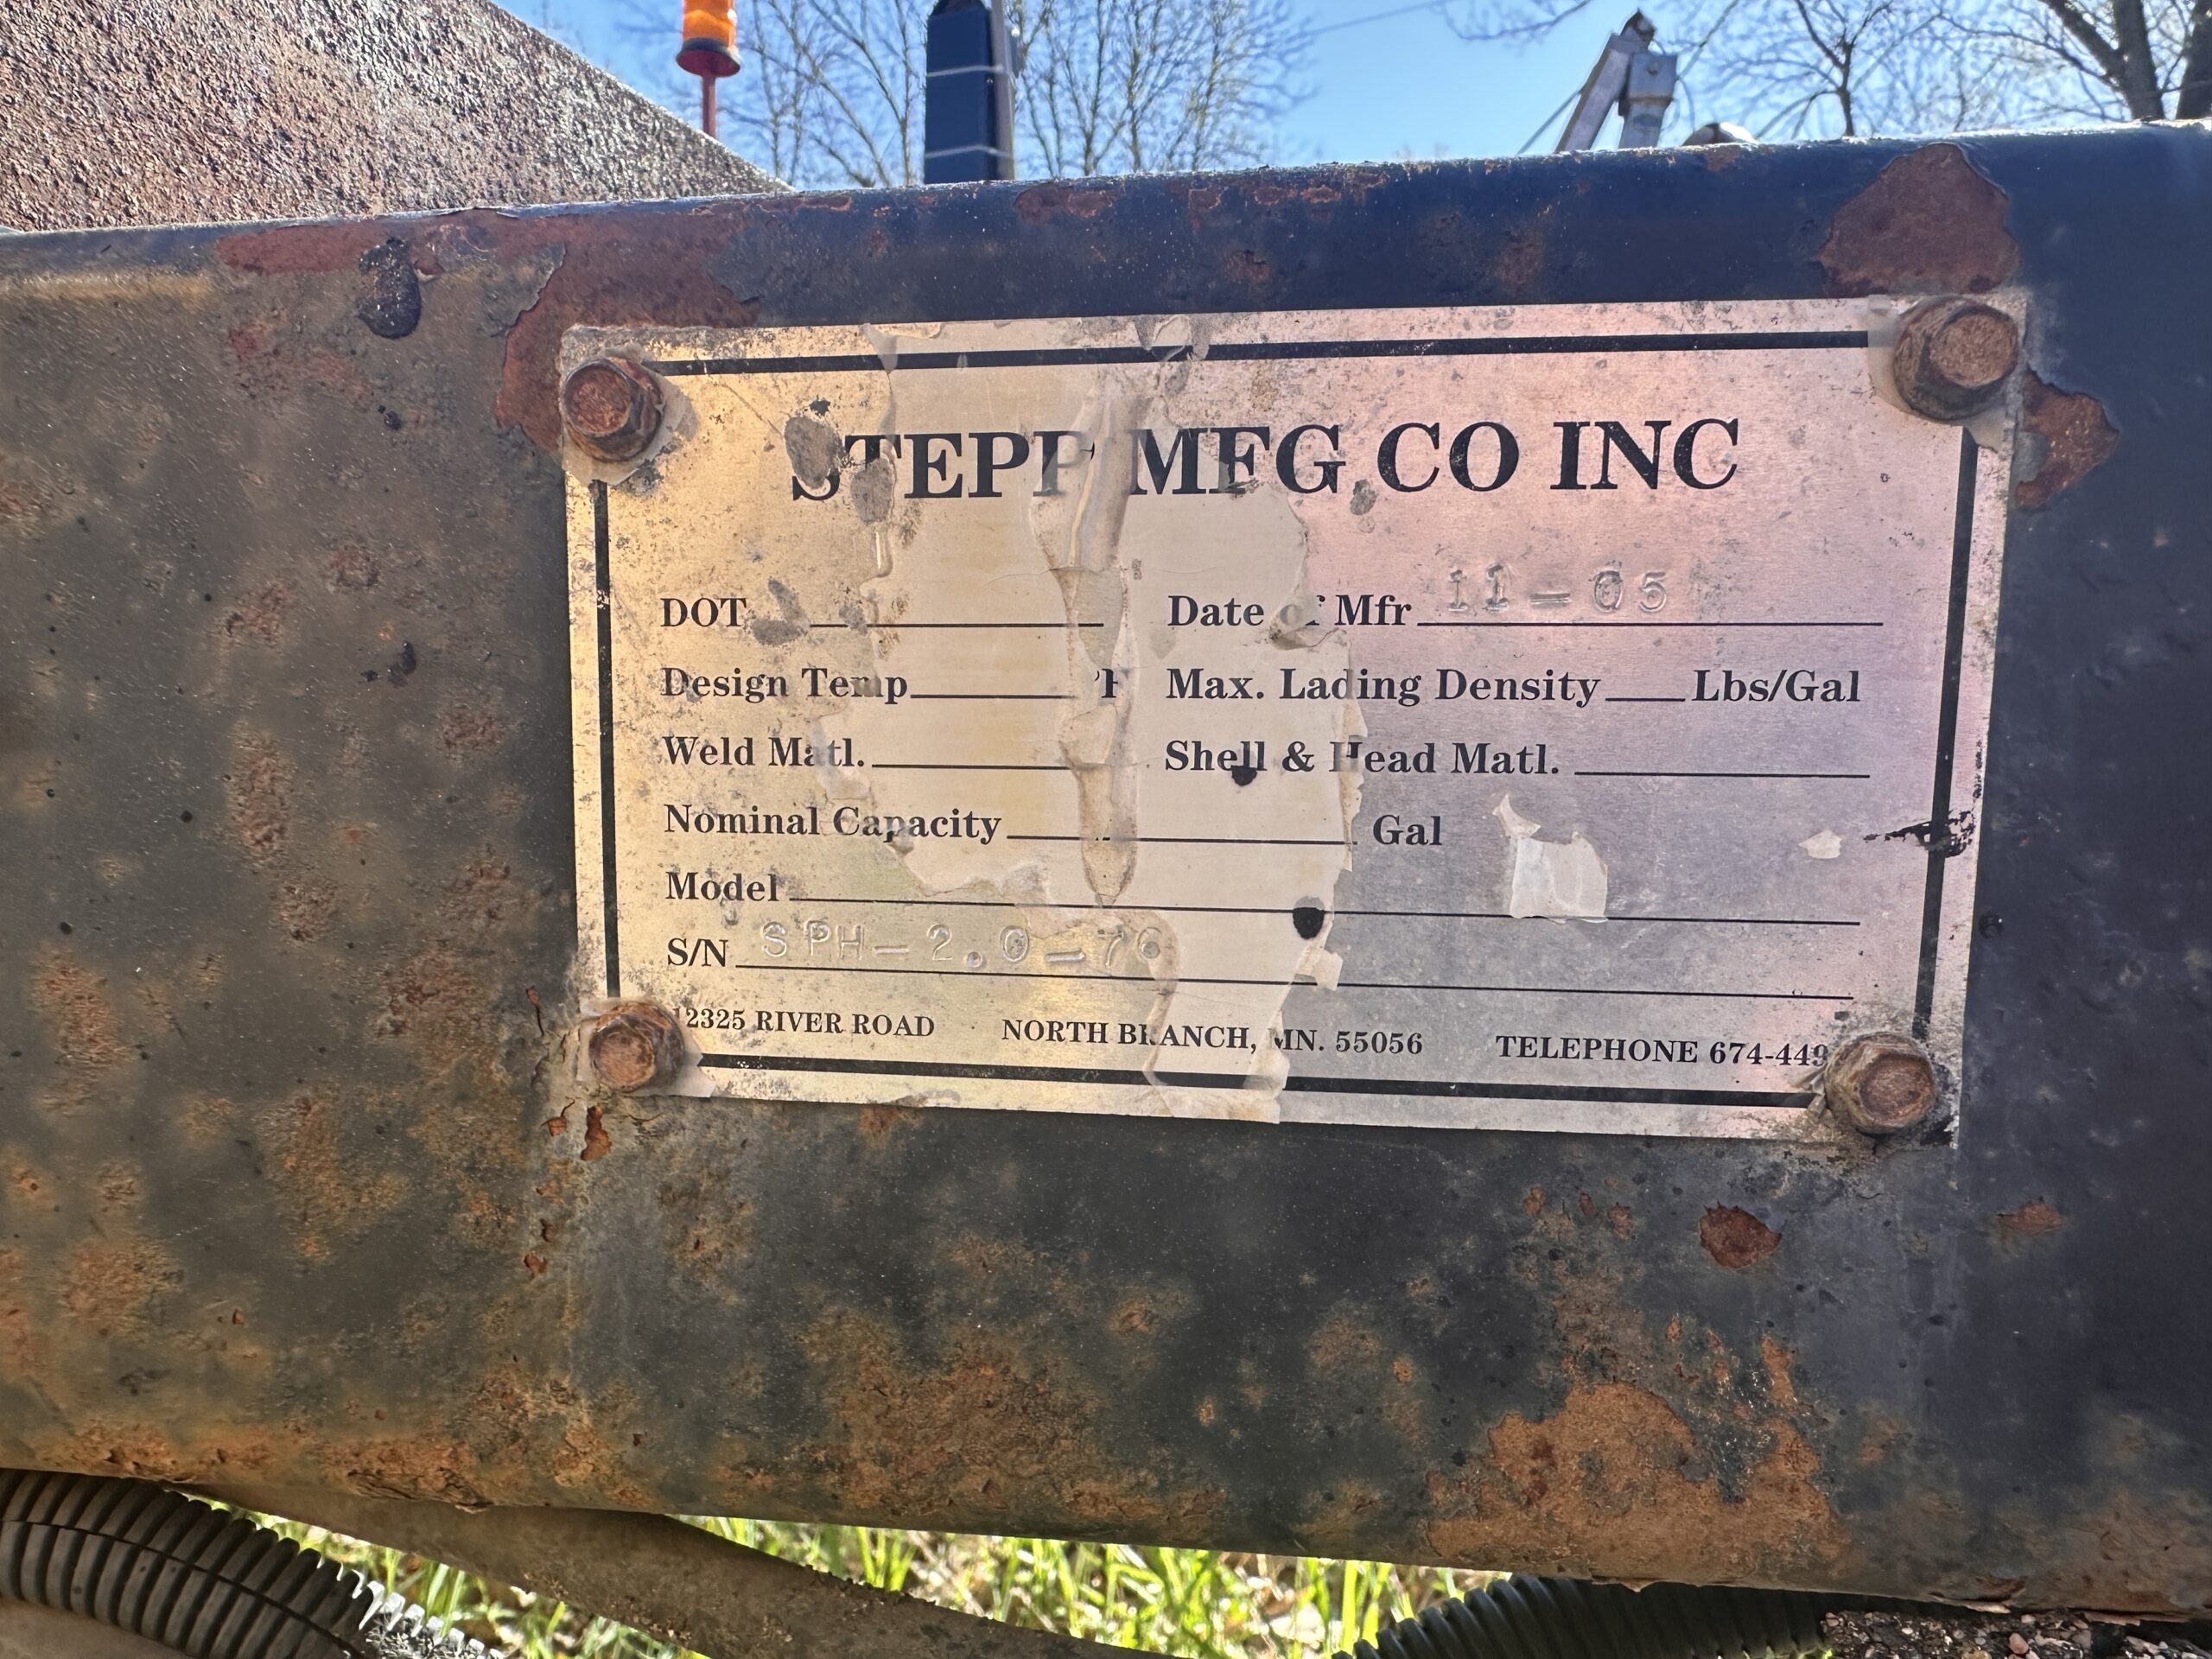 STEPP MFG CO INC
DOT Date of Mfr 11-05
Design Temp °F Max. Lading Density Lbs/Gal
Weld Matl. Shell & Head Matl.
Nominal Capacity Gal
Model
S/N SPH-2.0-76
12325 RIVER ROAD NORTH BRANCH, MN. 55056 TELEPHONE 674-449